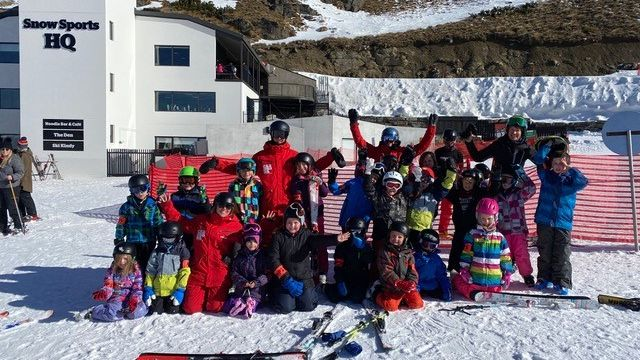 Snow Sports
HQ
Noodle Bar & Café
The Den
Ski Kindy